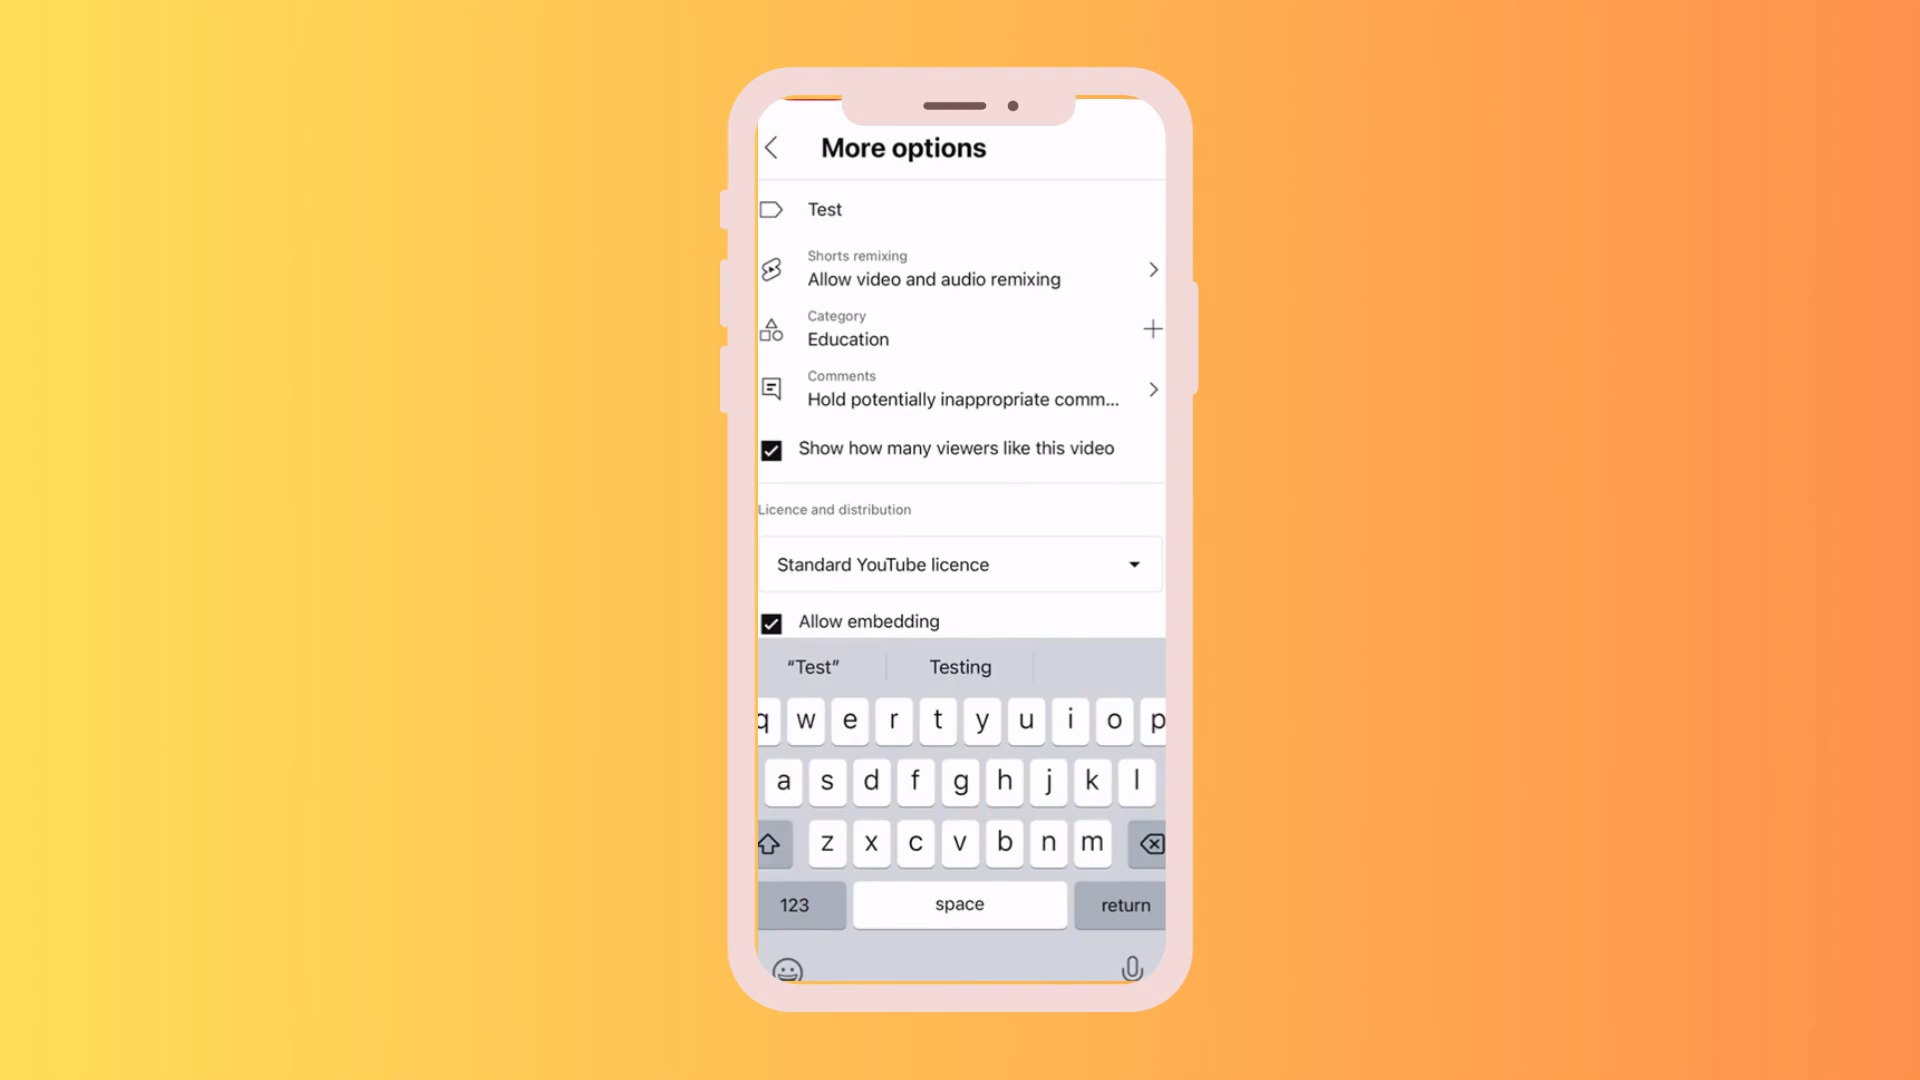 More options
Test
Shorts remixing
Allow video and audio remixing
Category
Education
Comments
Hold potentially inappropriate comm...
Show how many viewers like this video
Licence and distribution
Standard YouTube licence
Allow embedding
“Test” Testing
q w e r t y u i o p
a s d f g h j k l
z x c v b n m
123 space return